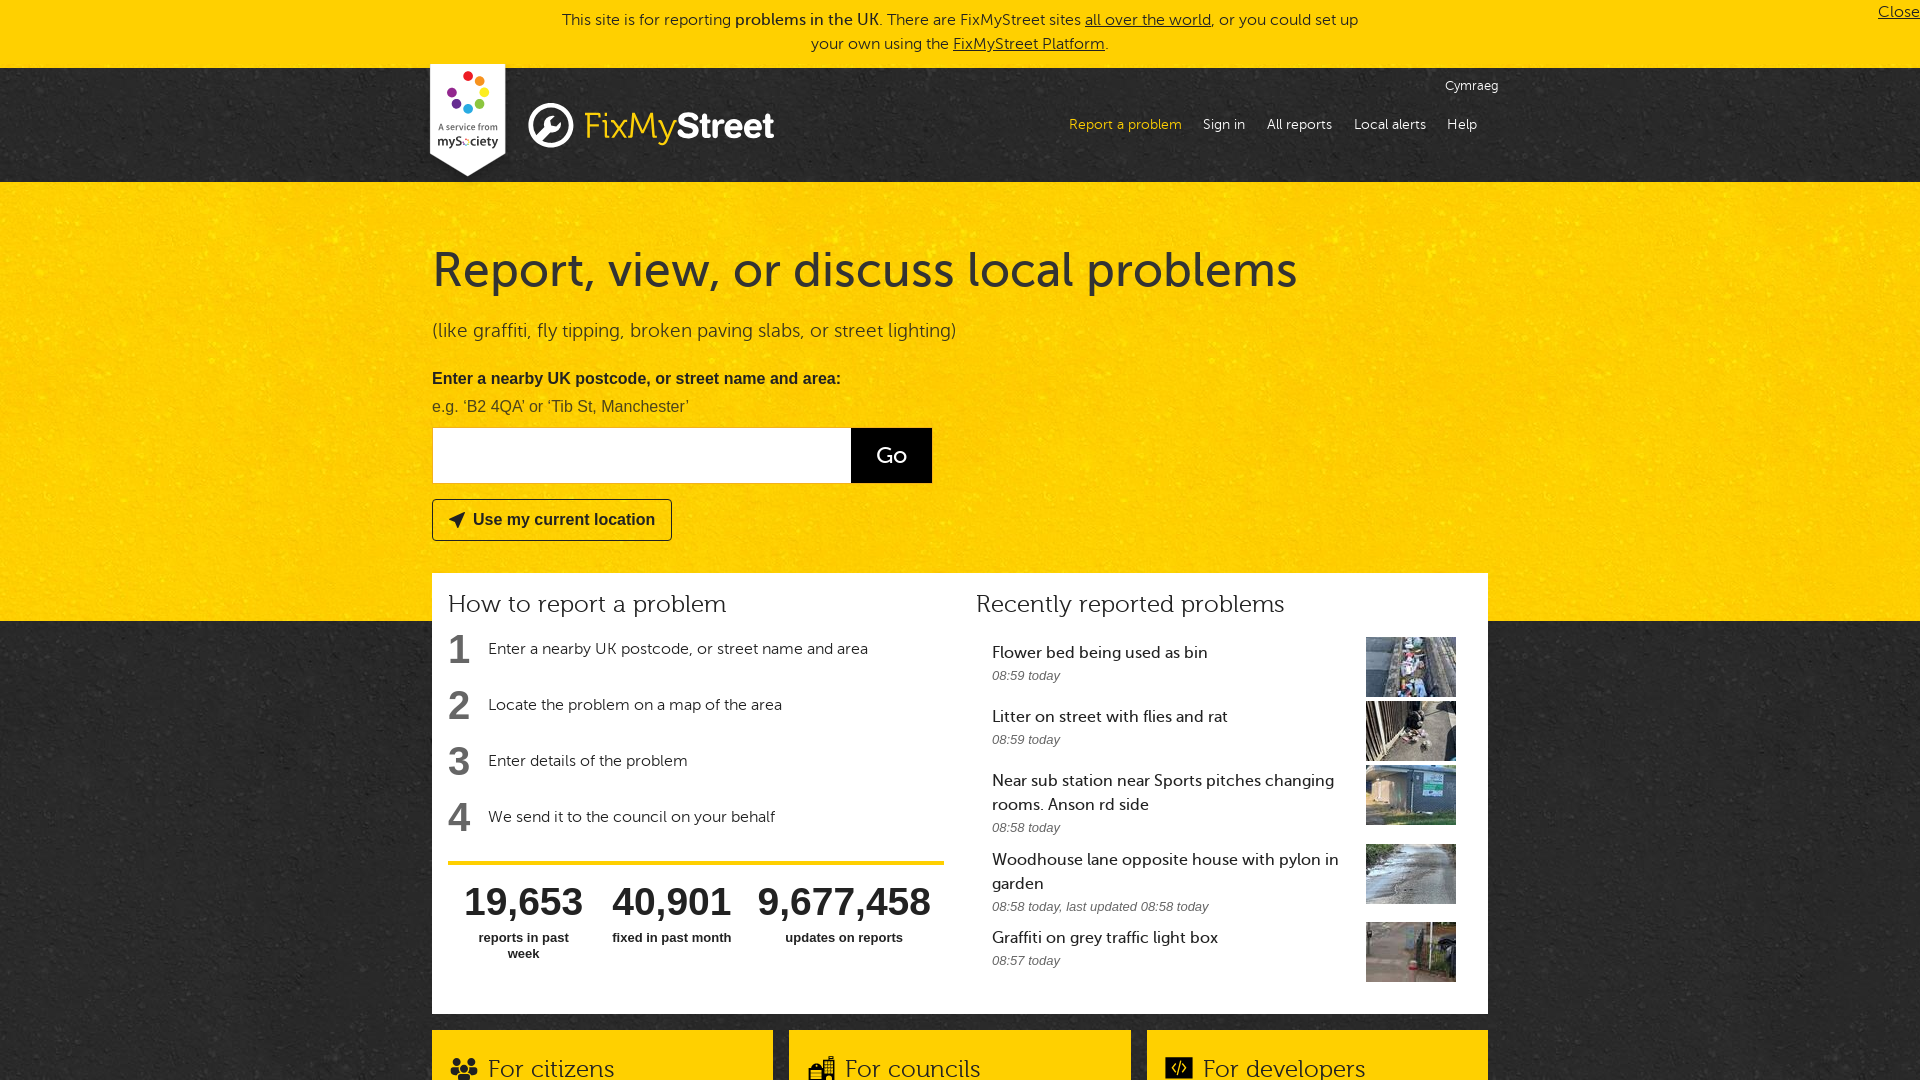 This site is for reporting problems in the UK. There are FixMyStreet sites all over the world, or you could set up
your own using the FixMyStreet Platform.
Close
A service from
mySociety
FixMyStreet
Cymraeg
Report a problem
Sign in
All reports
Local alerts
Help
Report, view, or discuss local problems
(like graffiti, fly tipping, broken paving slabs, or street lighting)
Enter a nearby UK postcode, or street name and area:
e.g. ‘B2 4QA’ or ‘Tib St, Manchester’
Go
Use my current location
How to report a problem
1 Enter a nearby UK postcode, or street name and area
2 Locate the problem on a map of the area
3 Enter details of the problem
4 We send it to the council on your behalf
19,653
reports in past
week
40,901
fixed in past month
9,677,458
updates on reports
Recently reported problems
Flower bed being used as bin
08:59 today
Litter on street with flies and rat
08:59 today
Near sub station near Sports pitches changing
rooms. Anson rd side
08:58 today
Woodhouse lane opposite house with pylon in
garden
08:58 today, last updated 08:58 today
Graffiti on grey traffic light box
08:57 today
For citizens
For councils
For developers